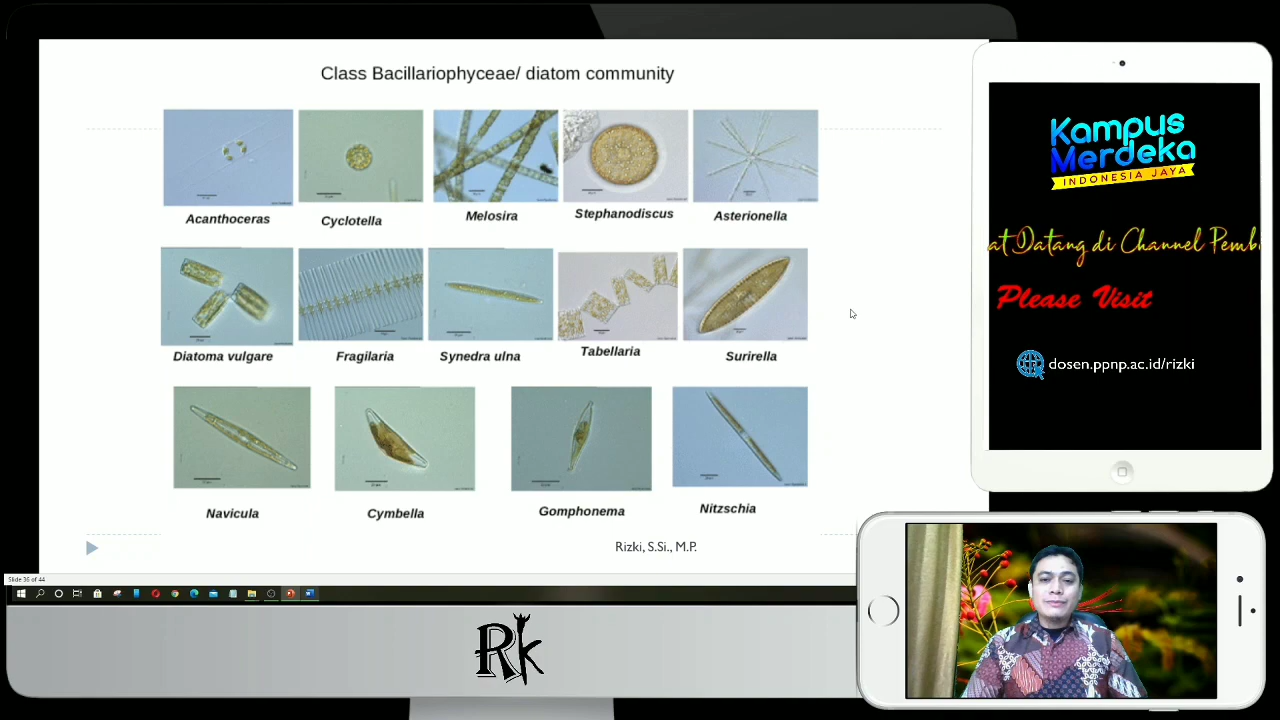 Class Bacillariophyceae/ diatom community
Acanthoceras
Cyclotella
Melosira
Stephanodiscus
Asterionella
Diatoma vulgare
Fragilaria
Synedra ulna
Tabellaria
Surirella
Navicula
Cymbella
Gomphonema
Nitzschia
Rizki, S.Si., M.P.
Slide 36 of 44
Rk
Kampus
Merdeka
INDONESIA JAYA
at Datang di Channel Pemb
Please Visit
dosen.ppnp.ac.id/rizki